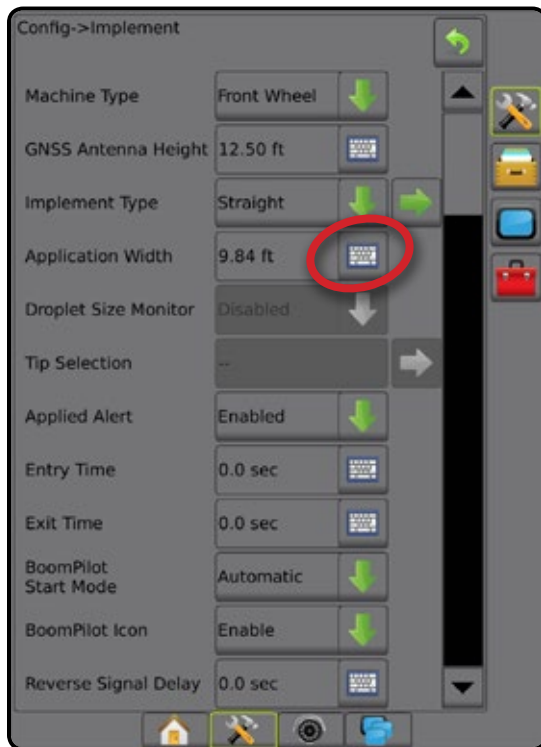 Config->Implement
Machine Type Front Wheel
GNSS Antenna Height 12.50 ft
Implement Type Straight
Application Width 9.84 ft
Droplet Size Monitor Disabled
Tip Selection --
Applied Alert Enabled
Entry Time 0.0 sec
Exit Time 0.0 sec
BoomPilot
Start Mode Automatic
BoomPilot Icon Enable
Reverse Signal Delay 0.0 sec